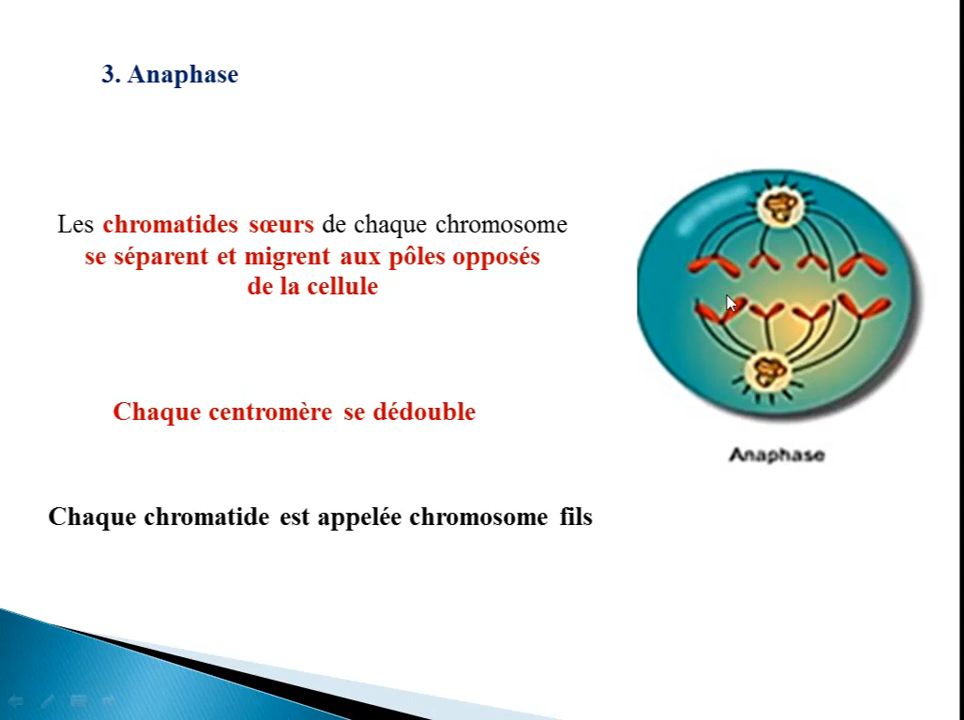 3. Anaphase
Les chromatides sœurs de chaque chromosome
se séparent et migrent aux pôles opposés
de la cellule
Chaque centromère se dédouble
Chaque chromatide est appelée chromosome fils
Anaphase